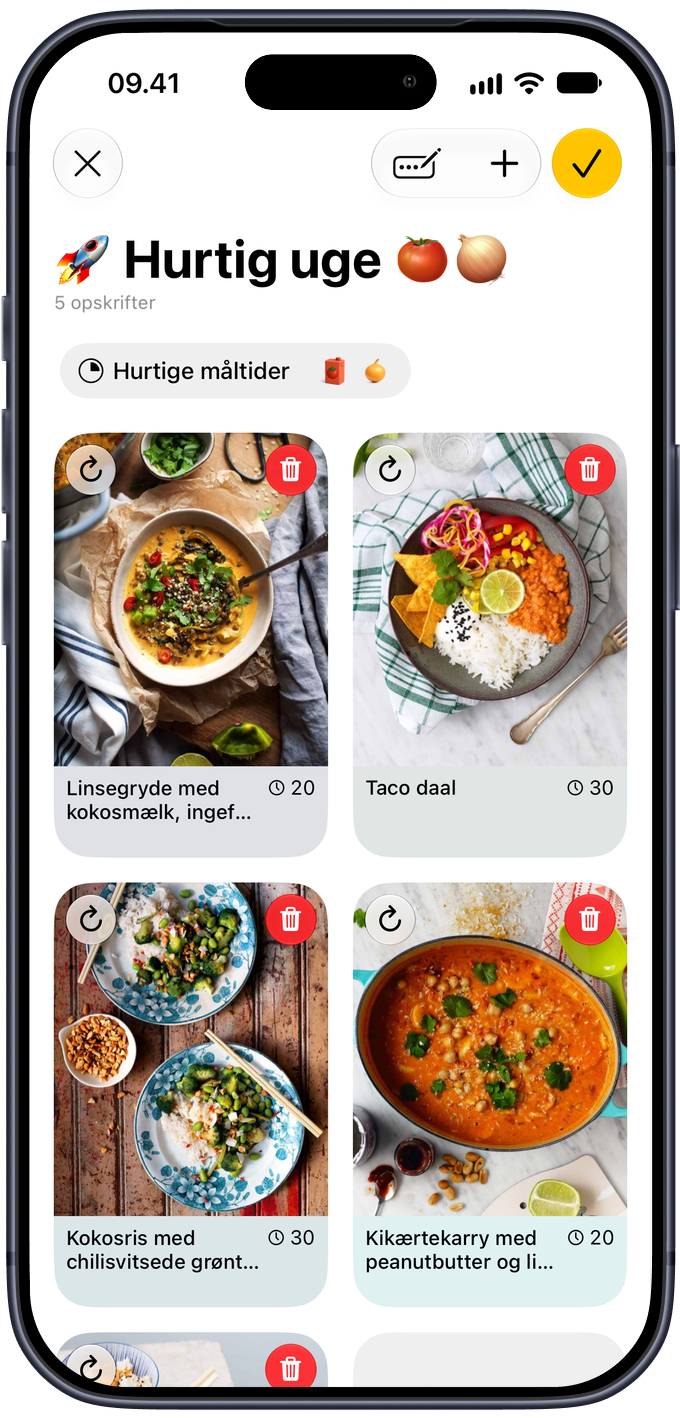 09.41
🚀 Hurtig uge 🍅🧅
5 opskrifter
Hurtige måltider
Linsegryde med
kokosmælk, ingef...
20
Taco daal
30
Kokosris med
chilisvitsede grønt...
30
Kikærtekarry med
peanutbutter og li...
20